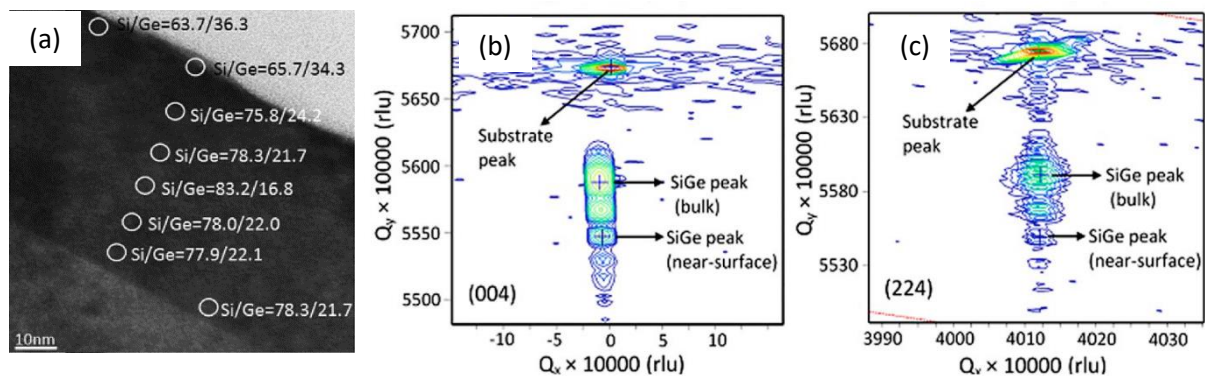 (a)
Si/Ge=63.7/36.3
Si/Ge=65.7/34.3
Si/Ge=75.8/24.2
Si/Ge=78.3/21.7
Si/Ge=83.2/16.8
Si/Ge=78.0/22.0
Si/Ge=77.9/22.1
Si/Ge=78.3/21.7
10nm
(b)
Qy × 10000 (rlu)
5700
5650
5600
5550
5500
Substrate
peak
SiGe peak
(bulk)
SiGe peak
(near-surface)
(004)
-10 -5 0 5 10
Qx × 10000 (rlu)
(c)
Qy × 10000 (rlu)
5680
5630
5580
5530
Substrate
peak
SiGe peak
(bulk)
SiGe peak
(near-surface)
(224)
3990 4000 4010 4020 4030
Qx × 10000 (rlu)